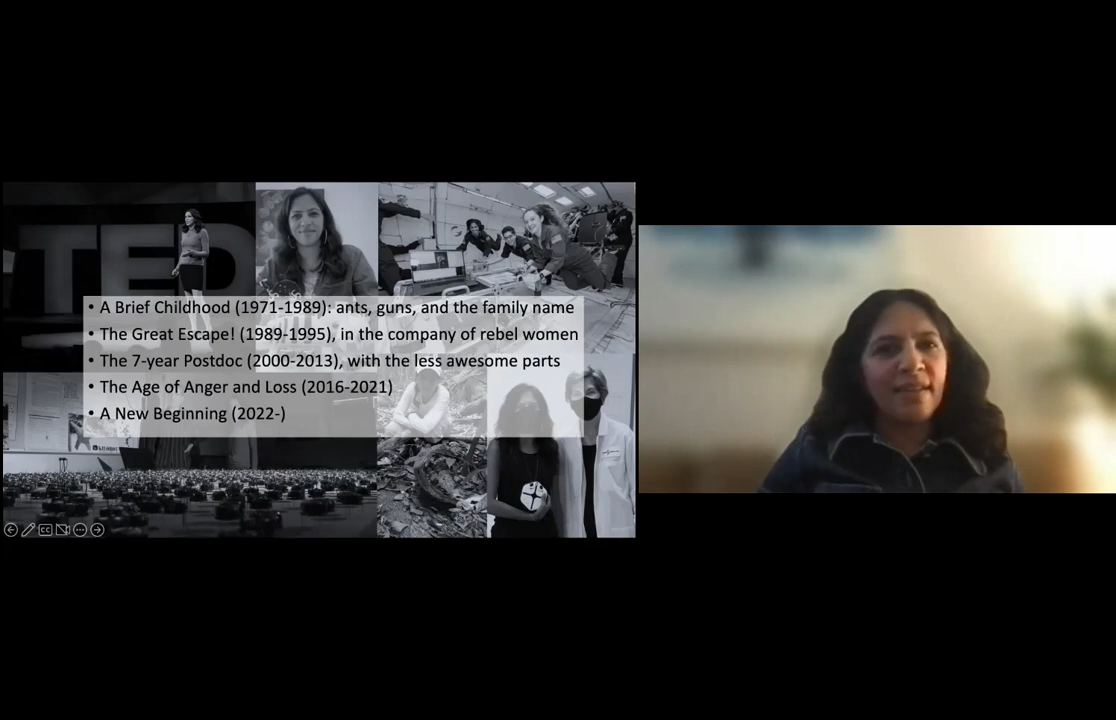 TED
• A Brief Childhood (1971-1989): ants, guns, and the family name
• The Great Escape! (1989-1995), in the company of rebel women
• The 7-year Postdoc (2000-2013), with the less awesome parts
• The Age of Anger and Loss (2016-2021)
• A New Beginning (2022-)
CC